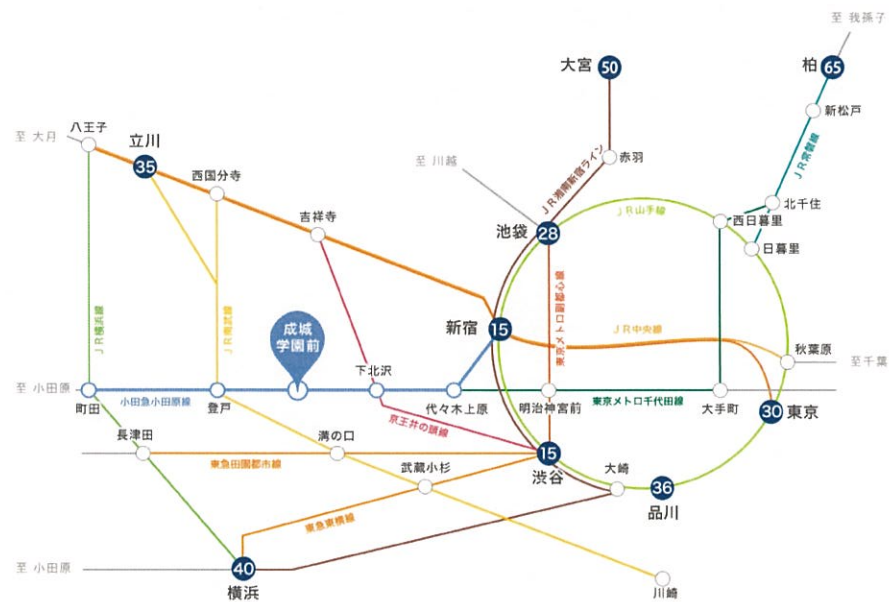 至 我孫子
大宮
50
柏
65
新松戸
八王子
至 大月
立川
35
西国分寺
至 川越
赤羽
JR湘南新宿ライン
JR常磐線
北千住
JR山手線
西日暮里
日暮里
吉祥寺
池袋
28
JR横浜線
JR南武線
成城
学園前
新宿
15
東京メトロ副都心線
JR中央線
秋葉原
至 千葉
下北沢
至 小田原
町田
小田急小田原線
登戸
代々木上原
明治神宮前
東京メトロ千代田線
大手町
30
東京
京王井の頭線
長津田
溝の口
東急田園都市線
15
渋谷
武蔵小杉
大崎
36
品川
東急東横線
至 小田原
40
横浜
川崎